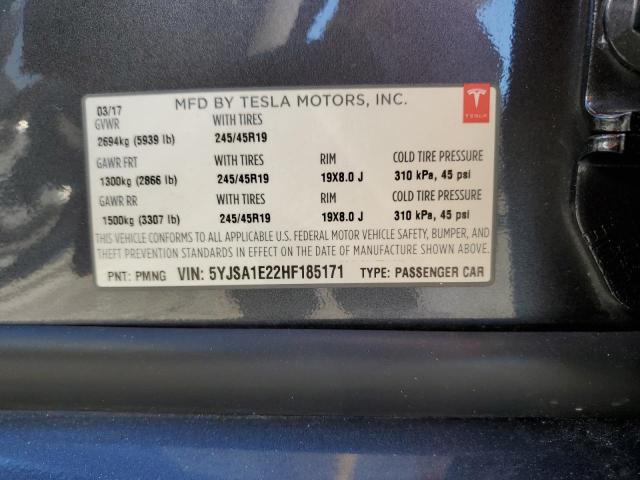 03/17 MFD BY TESLA MOTORS, INC.
GVWR WITH TIRES
2694kg (5939 lb) 245/45R19
TESLA
GAWR FRT WITH TIRES RIM COLD TIRE PRESSURE
1300kg (2866 lb) 245/45R19 19X8.0 J 310 kPa, 45 psi
GAWR RR WITH TIRES RIM COLD TIRE PRESSURE
1500kg (3307 lb) 245/45R19 19X8.0 J 310 kPa, 45 psi
THIS VEHICLE CONFORMS TO ALL APPLICABLE U.S. FEDERAL MOTOR VEHICLE SAFETY, BUMPER, AND
THEFT PREVENTION STANDARDS IN EFFECT ON THE DATE OF MANUFACTURE SHOWN ABOVE.
PNT: PMNG VIN: 5YJSA1E22HF185171 TYPE: PASSENGER CAR